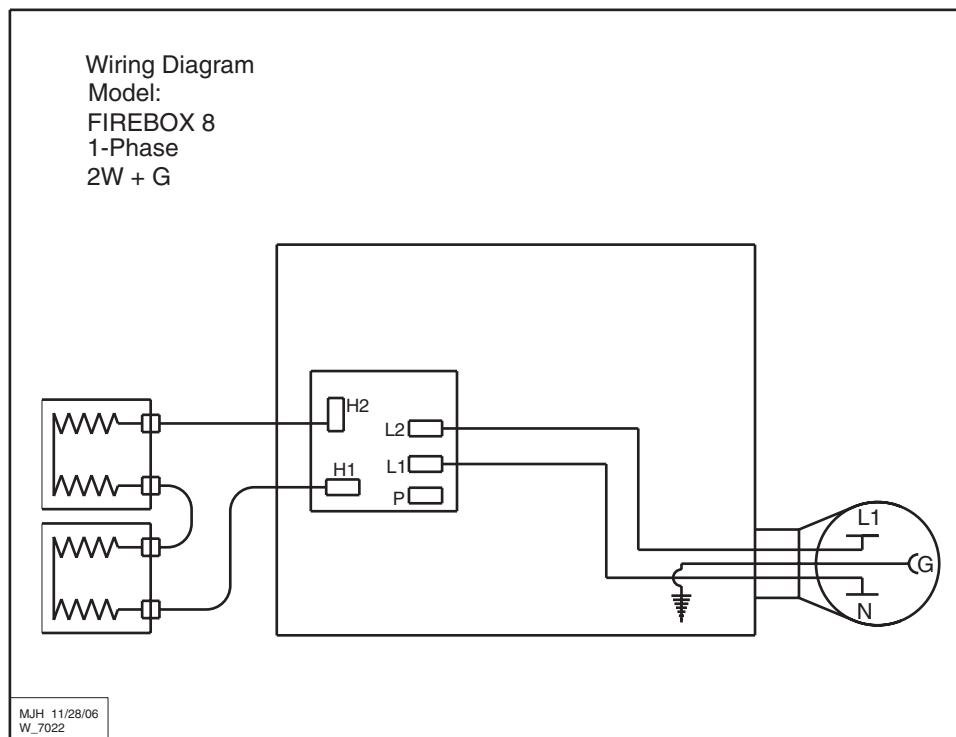 Wiring Diagram
Model:
FIREBOX 8
1-Phase
2W + G
H2
L2
H1
L1
P
L1
G
N
MJH 11/28/06
W_7022